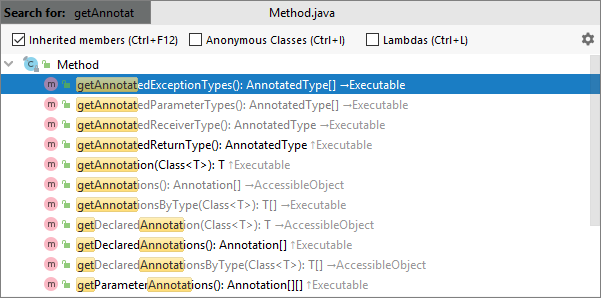 Search for: getAnnotat Method.java
Inherited members (Ctrl+F12) Anonymous Classes (Ctrl+I) Lambdas (Ctrl+L)
Method
getAnnotatedExceptionTypes(): AnnotatedType[] →Executable
getAnnotatedParameterTypes(): AnnotatedType[] →Executable
getAnnotatedReceiverType(): AnnotatedType →Executable
getAnnotatedReturnType(): AnnotatedType ↑Executable
getAnnotation(Class<T>): T ↑Executable
getAnnotations(): Annotation[] →AccessibleObject
getAnnotationsByType(Class<T>): T[] →Executable
getDeclaredAnnotation(Class<T>): T →AccessibleObject
getDeclaredAnnotations(): Annotation[] ↑Executable
getDeclaredAnnotationsByType(Class<T>): T[] →AccessibleObject
getParameterAnnotations(): Annotation[][] ↑Executable